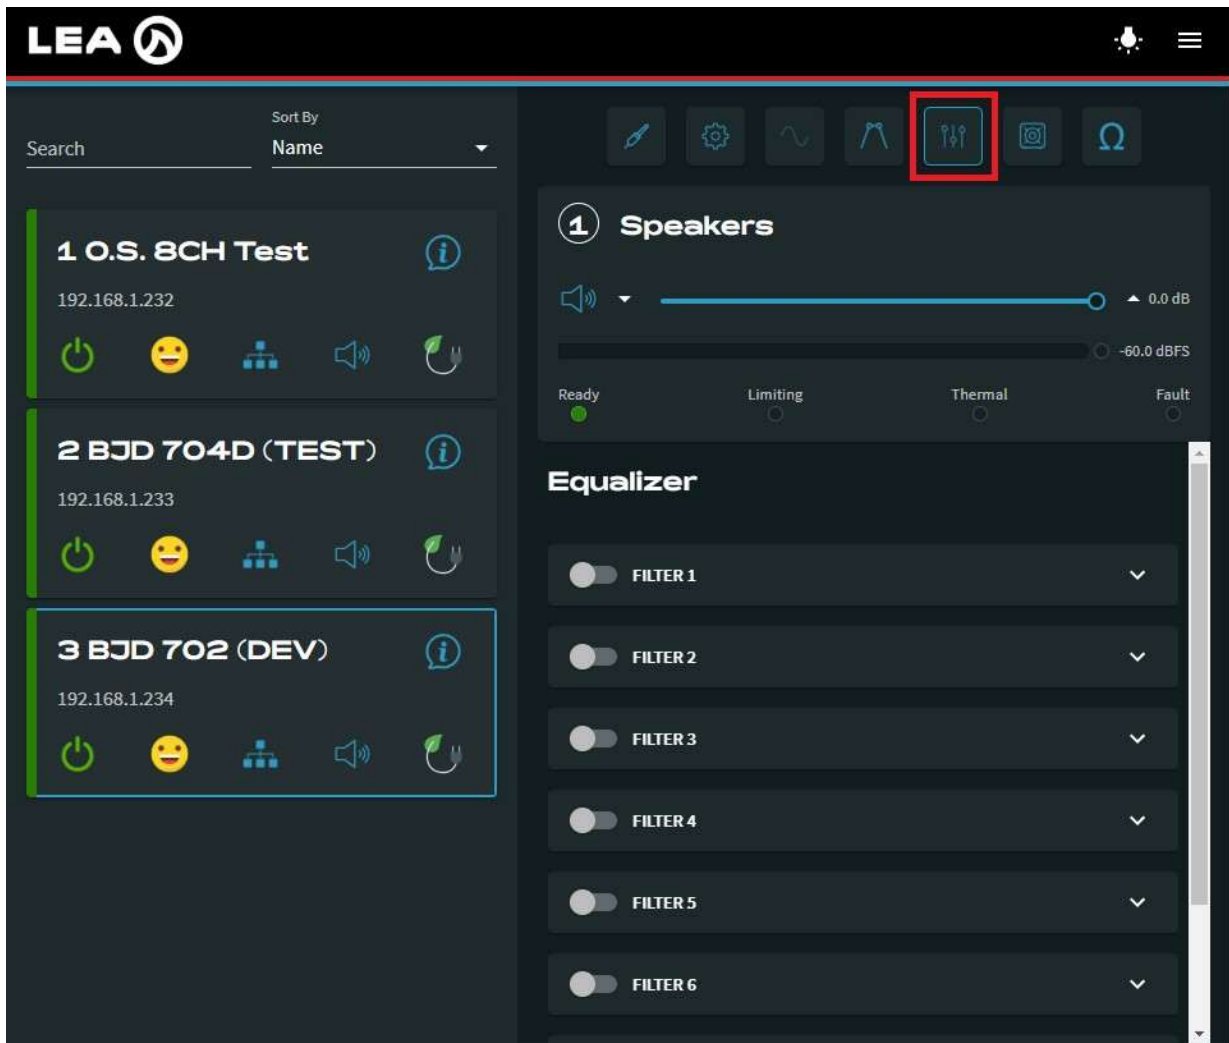 LEA
Search
Sort By
Name
1 O.S. 8CH Test
192.168.1.232
2 BJD 704D (TEST)
192.168.1.233
3 BJD 702 (DEV)
192.168.1.234
Ω
1 Speakers
0.0 dB
-60.0 dBFS
Ready Limiting Thermal Fault
Equalizer
FILTER 1
FILTER 2
FILTER 3
FILTER 4
FILTER 5
FILTER 6